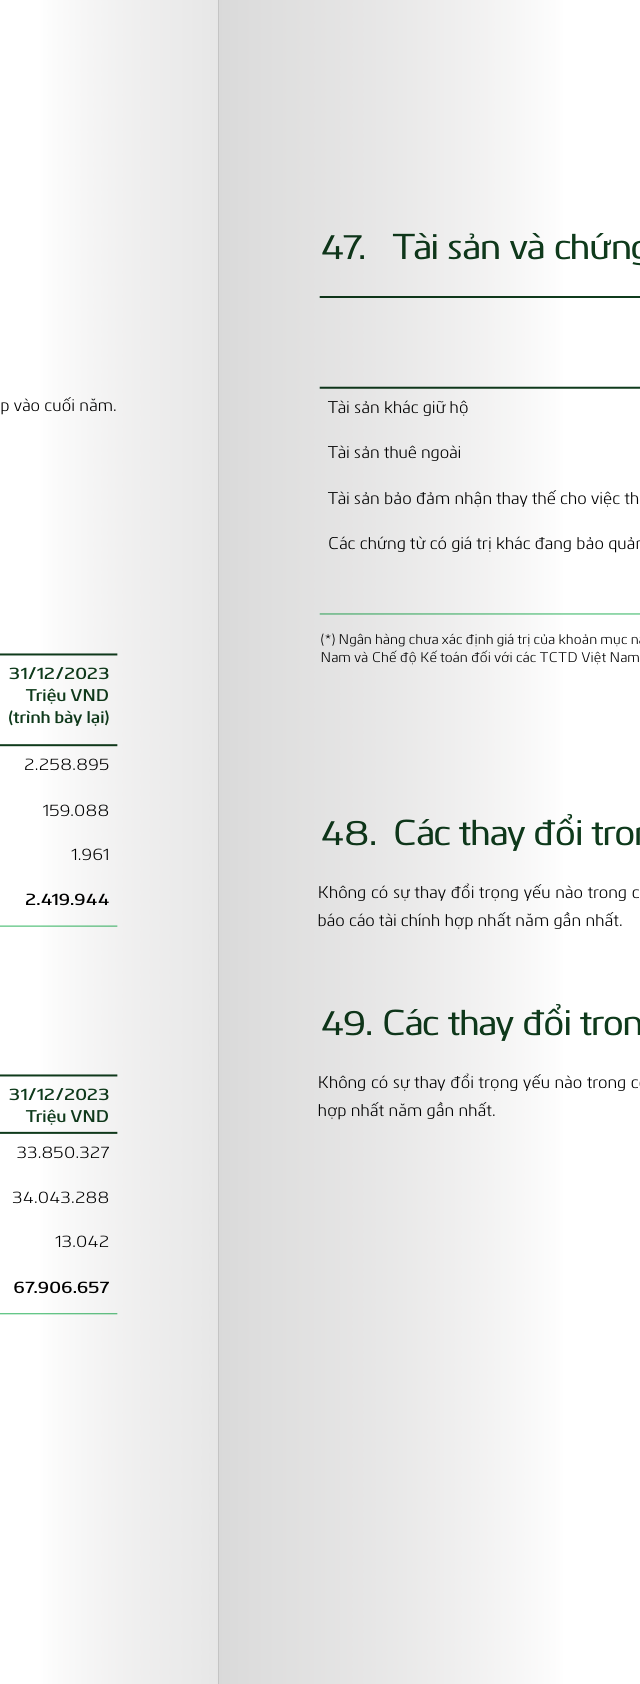 p vào cuối năm.
31/12/2023
Triệu VND
(trình bày lại)
2.258.895
159.088
1.961
2.419.944
31/12/2023
Triệu VND
33.850.327
34.043.288
13.042
67.906.657
47. Tài sản và chứng
Tài sản khác giữ hộ
Tài sản thuê ngoài
Tài sản bảo đảm nhận thay thế cho việc th
Các chứng từ có giá trị khác đang bảo quản
(*) Ngân hàng chưa xác định giá trị của khoản mục nà
Nam và Chế độ Kế toán đối với các TCTD Việt Nam
48. Các thay đổi tron
Không có sự thay đổi trọng yếu nào trong c
báo cáo tài chính hợp nhất năm gần nhất.
49. Các thay đổi tron
Không có sự thay đổi trọng yếu nào trong cơ
hợp nhất năm gần nhất.